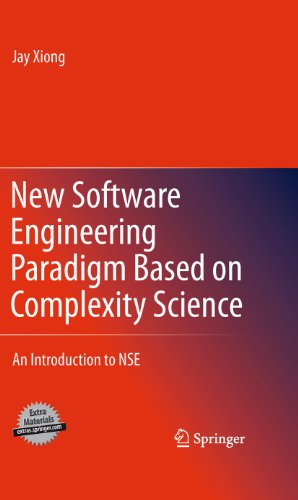 Jay Xiong
New Software
Engineering
Paradigm Based on
Complexity Science
An Introduction to NSE
Extra
Materials
extras.springer.com
Springer